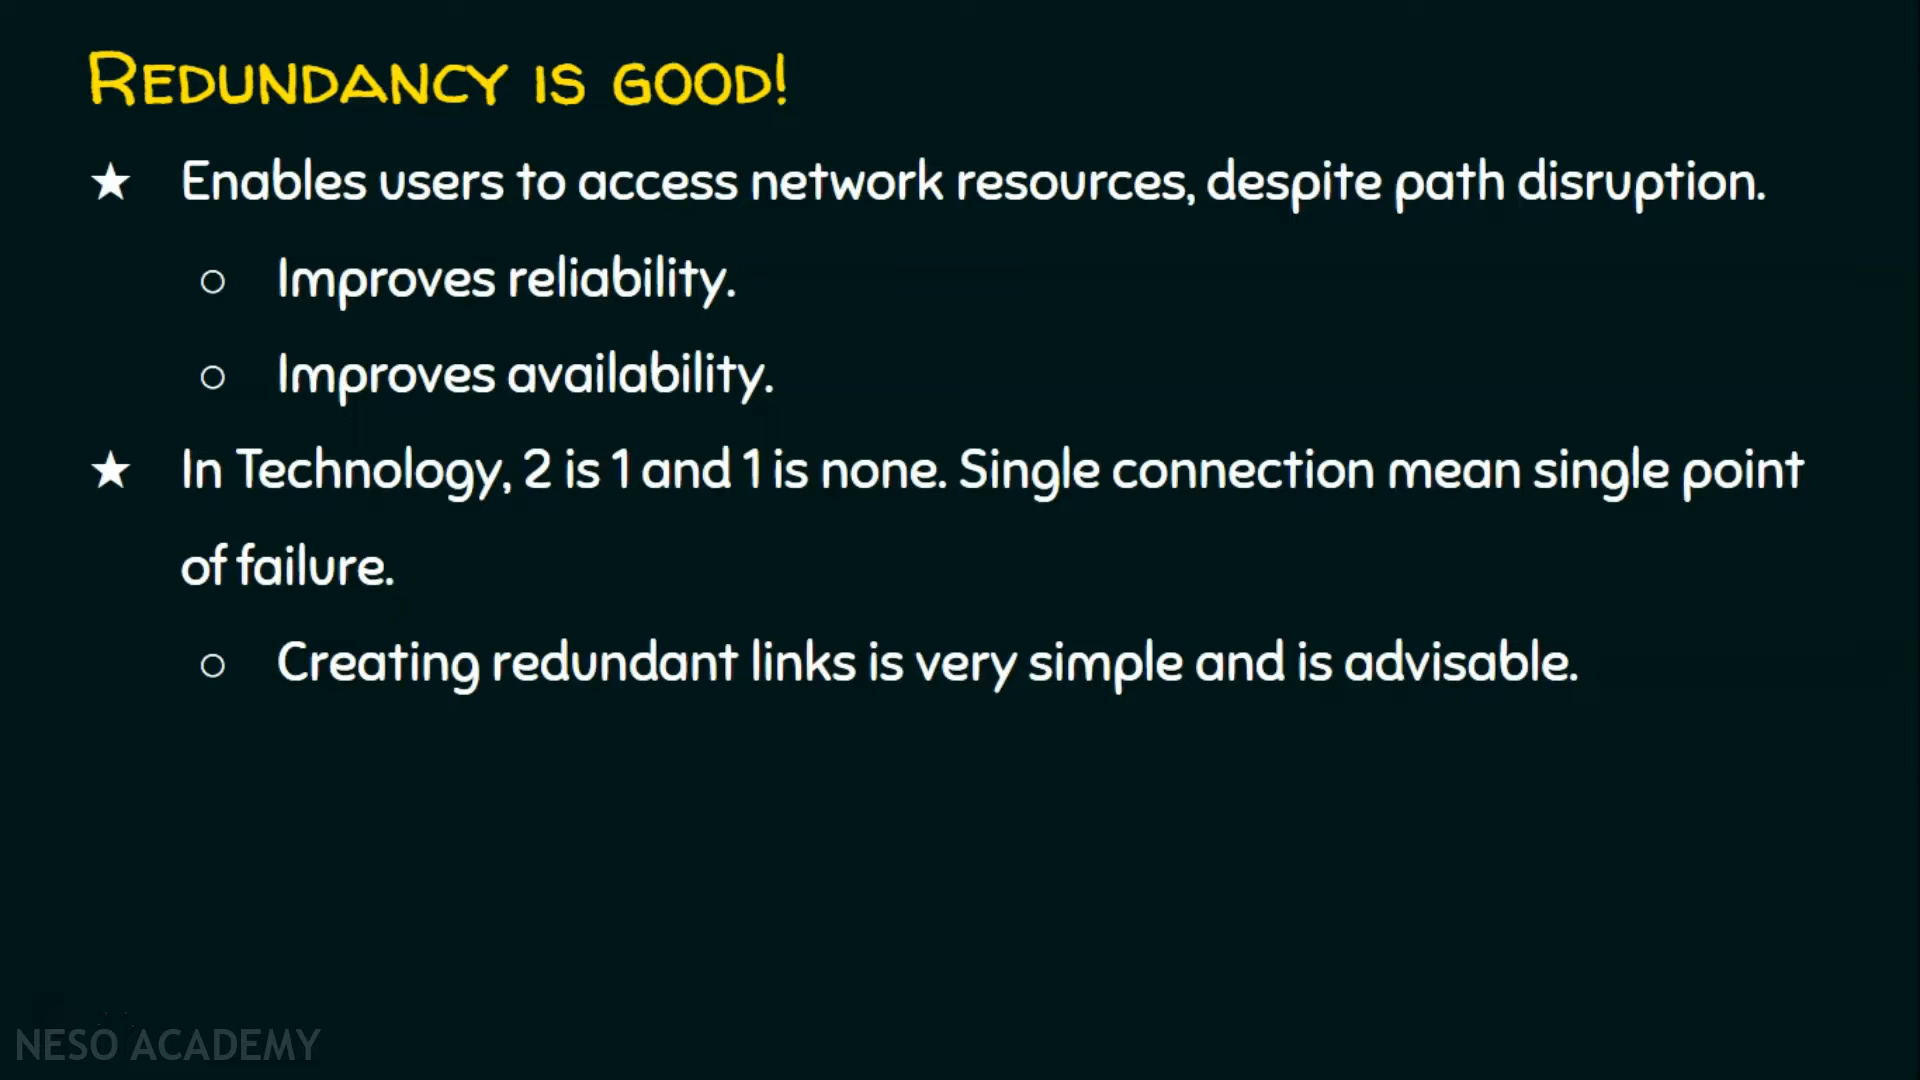 REDUNDANCY IS GOOD!
★ Enables users to access network resources, despite path disruption.
○ Improves reliability.
○ Improves availability.
★ In Technology, 2 is 1 and 1 is none. Single connection mean single point
of failure.
○ Creating redundant links is very simple and is advisable.
NESO ACADEMY